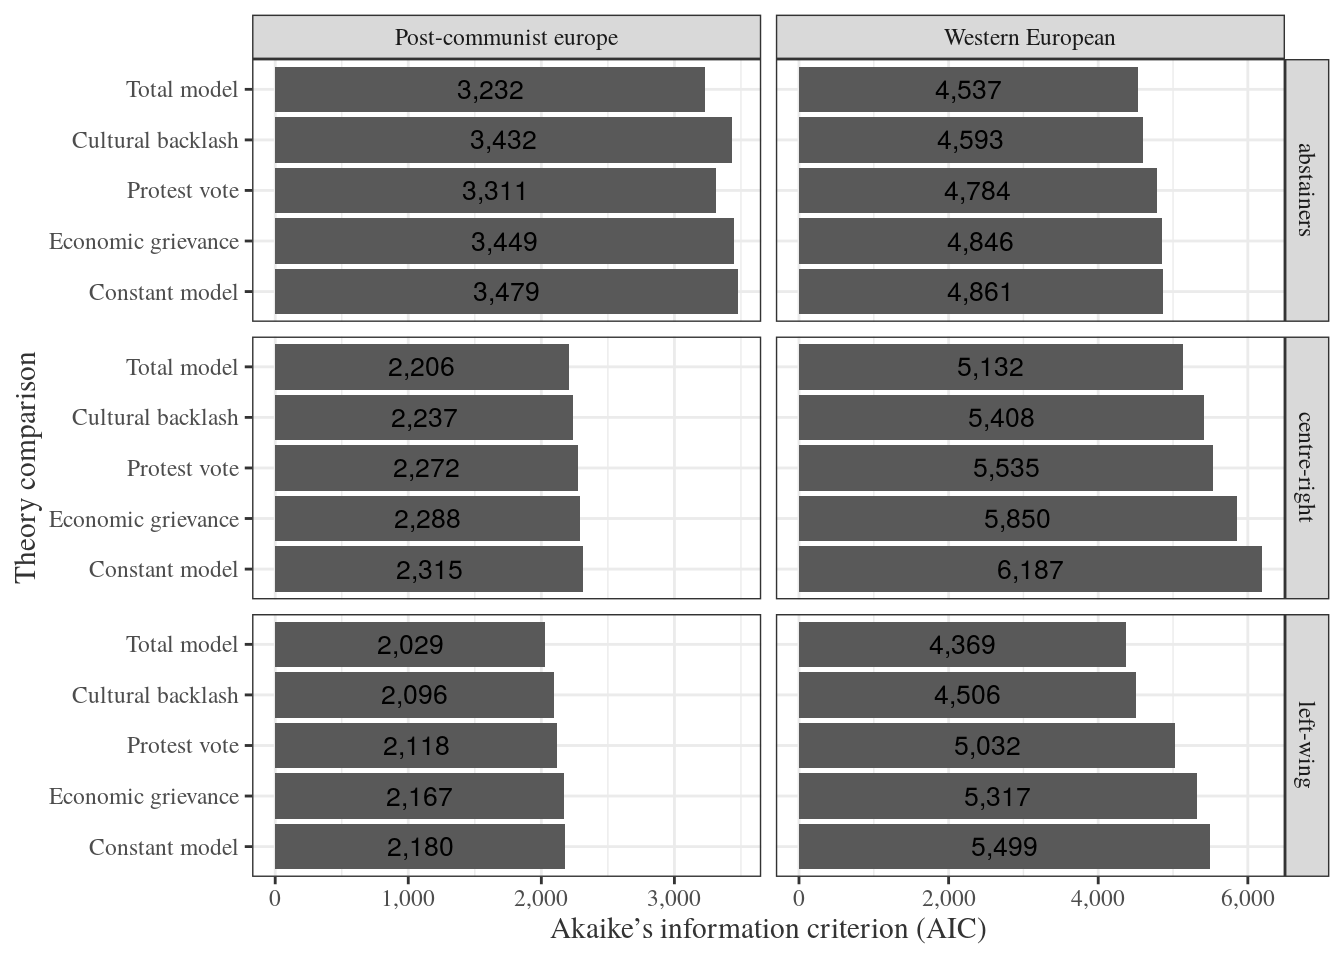 Post-communist europe
Western European
Theory comparison
Total model
3,232
4,537
Cultural backlash
3,432
4,593
Protest vote
3,311
4,784
Economic grievance
3,449
4,846
Constant model
3,479
4,861
abstainers
Total model
2,206
5,132
Cultural backlash
2,237
5,408
Protest vote
2,272
5,535
Economic grievance
2,288
5,850
Constant model
2,315
6,187
centre-right
Total model
2,029
4,369
Cultural backlash
2,096
4,506
Protest vote
2,118
5,032
Economic grievance
2,167
5,317
Constant model
2,180
5,499
left-wing
0 1,000 2,000 3,000
0 2,000 4,000 6,000
Akaike’s information criterion (AIC)